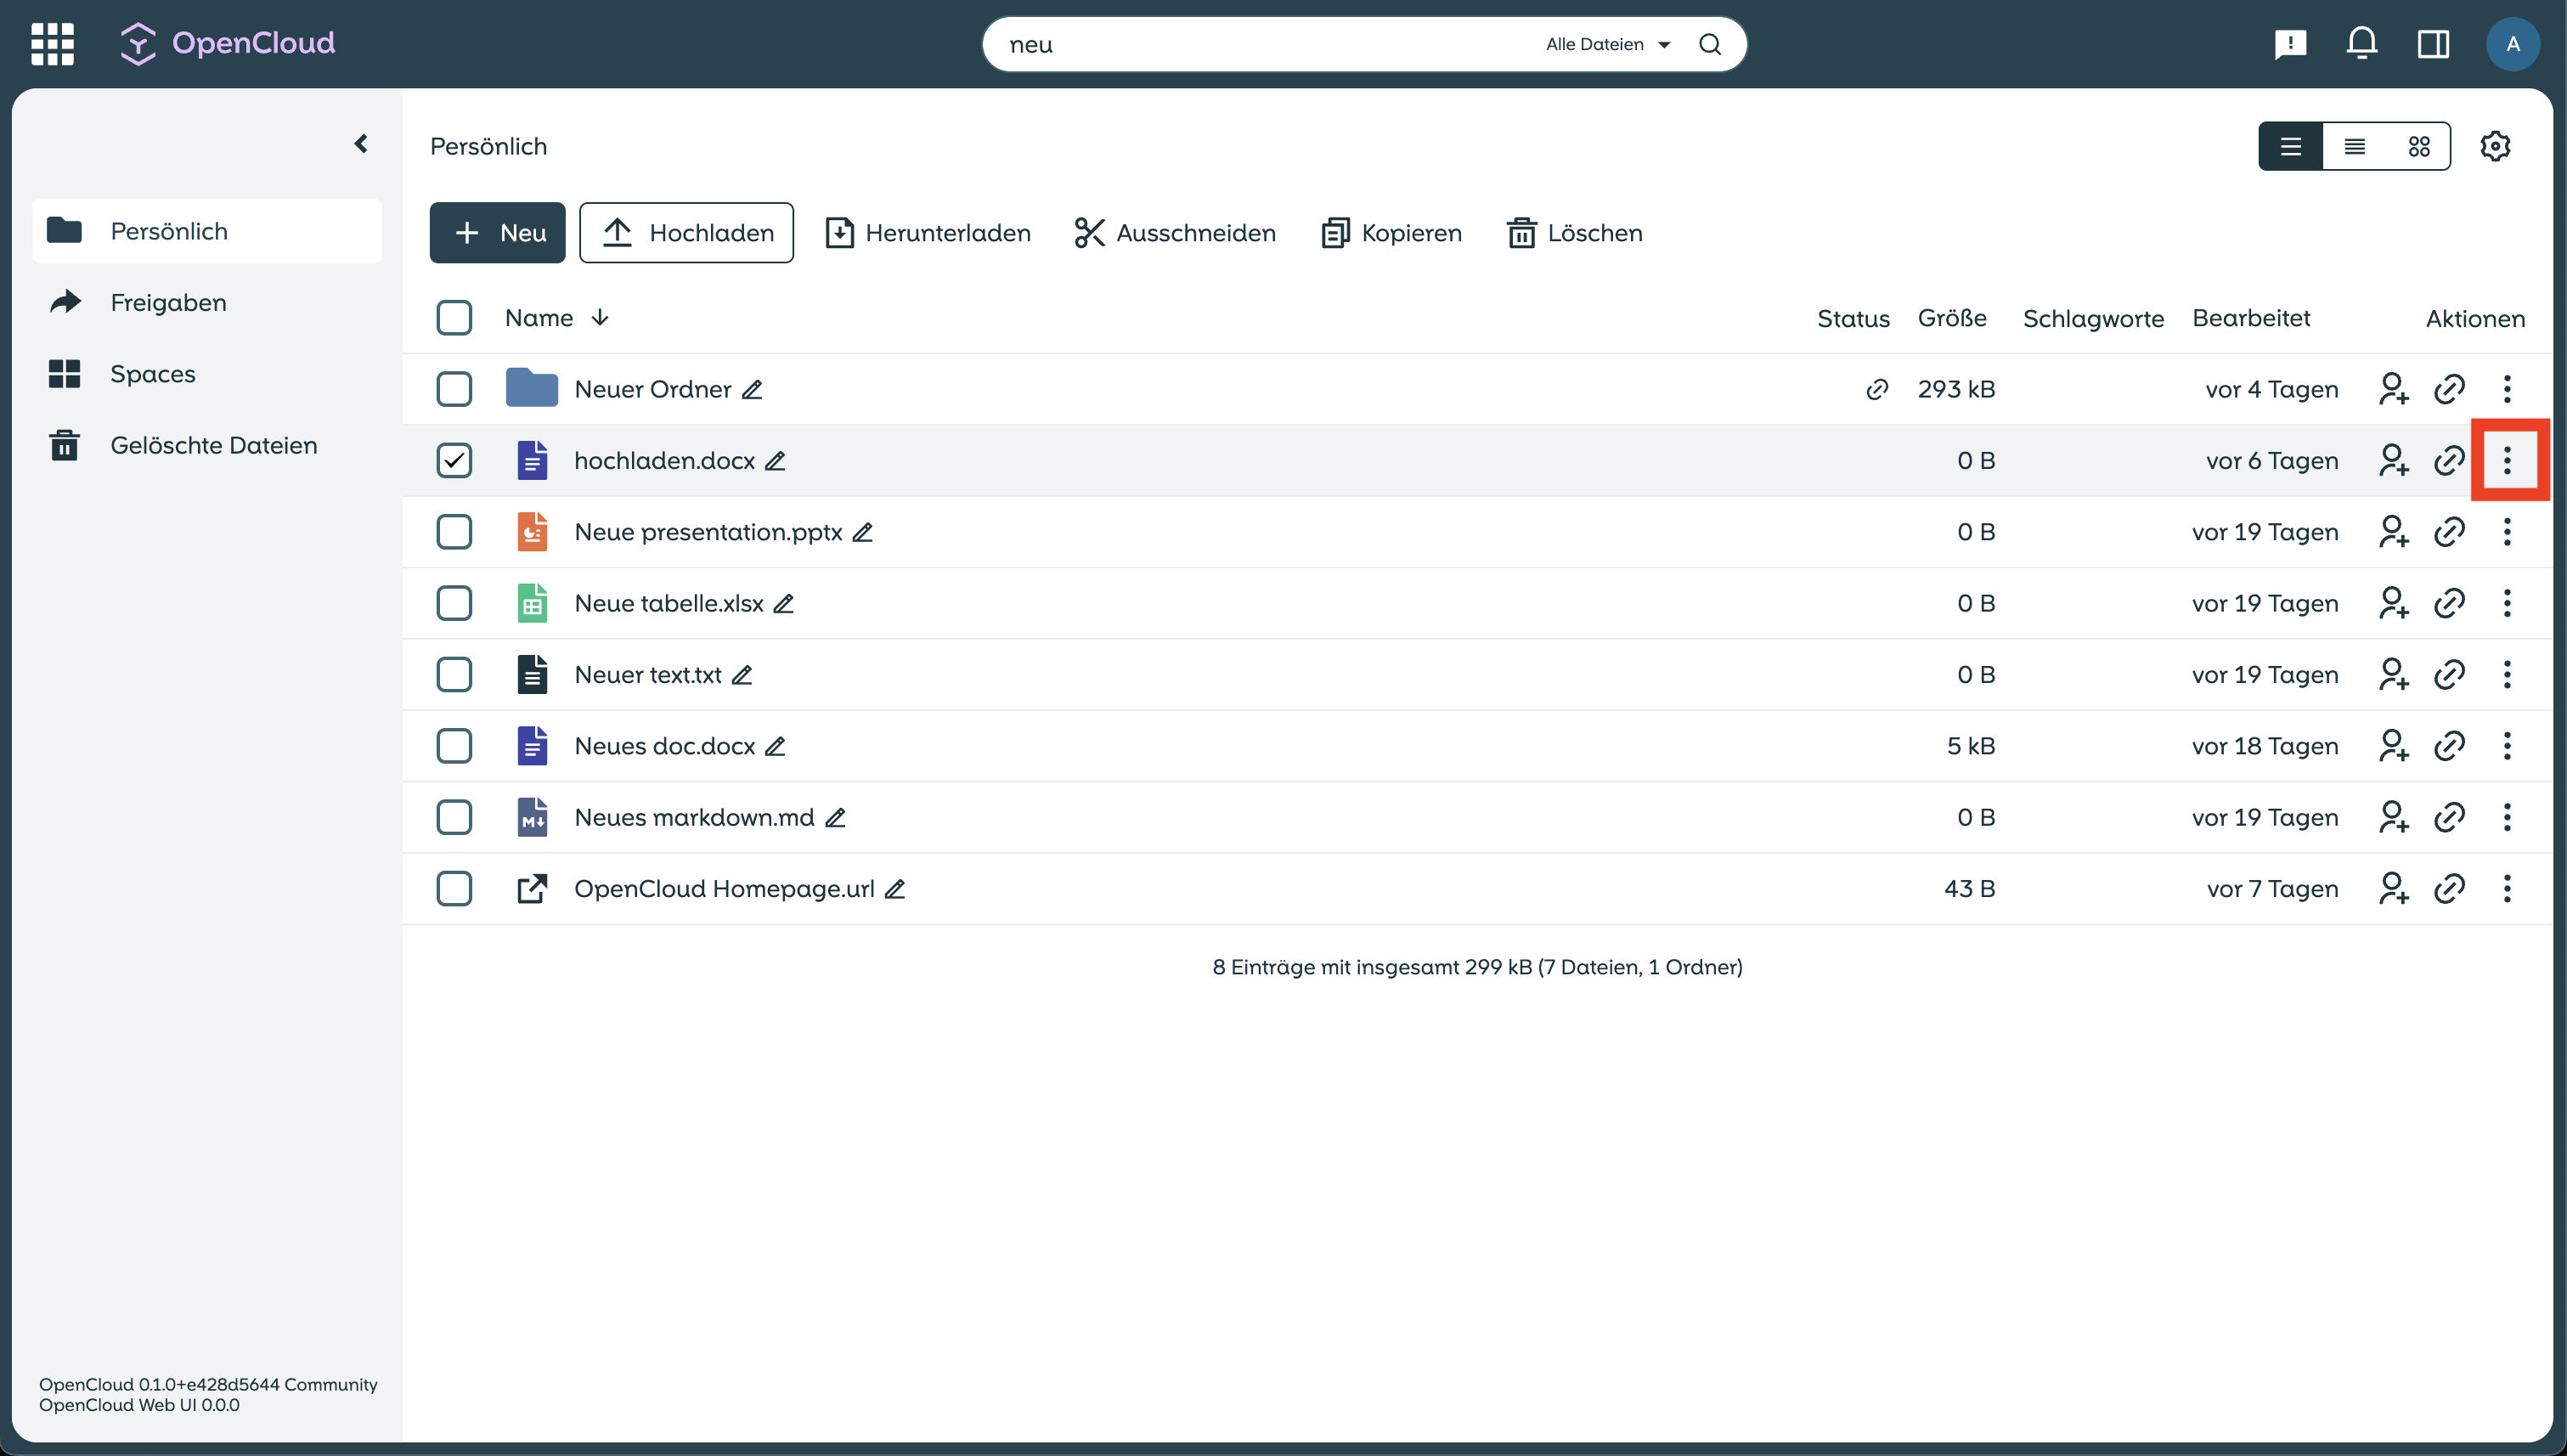 OpenCloud
neu
Alle Dateien
A
Persönlich
Freigaben
Spaces
Gelöschte Dateien
Persönlich
Neu Hochladen Herunterladen Ausschneiden Kopieren Löschen
Name Status Größe Schlagworte Bearbeitet Aktionen
Neuer Ordner 293 kB vor 4 Tagen
hochladen.docx 0 B vor 6 Tagen
Neue presentation.pptx 0 B vor 19 Tagen
Neue tabelle.xlsx 0 B vor 19 Tagen
Neuer text.txt 0 B vor 19 Tagen
Neues doc.docx 5 kB vor 18 Tagen
M Neues markdown.md 0 B vor 19 Tagen
OpenCloud Homepage.url 43 B vor 7 Tagen
8 Einträge mit insgesamt 299 kB (7 Dateien, 1 Ordner)
OpenCloud 0.1.0+e428d5644 Community
OpenCloud Web UI 0.0.0